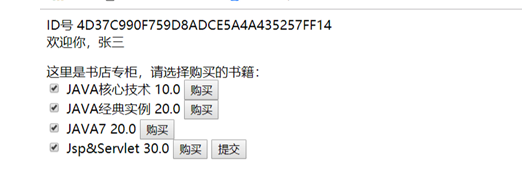 ID号 4D37C990F759D8ADCE5A4A435257FF14
欢迎你，张三
这里是书店专柜，请选择购买的书籍：
JAVA核心技术 10.0 购买
JAVA经典实例 20.0 购买
JAVA7 20.0 购买
Jsp&Servlet 30.0 购买 提交